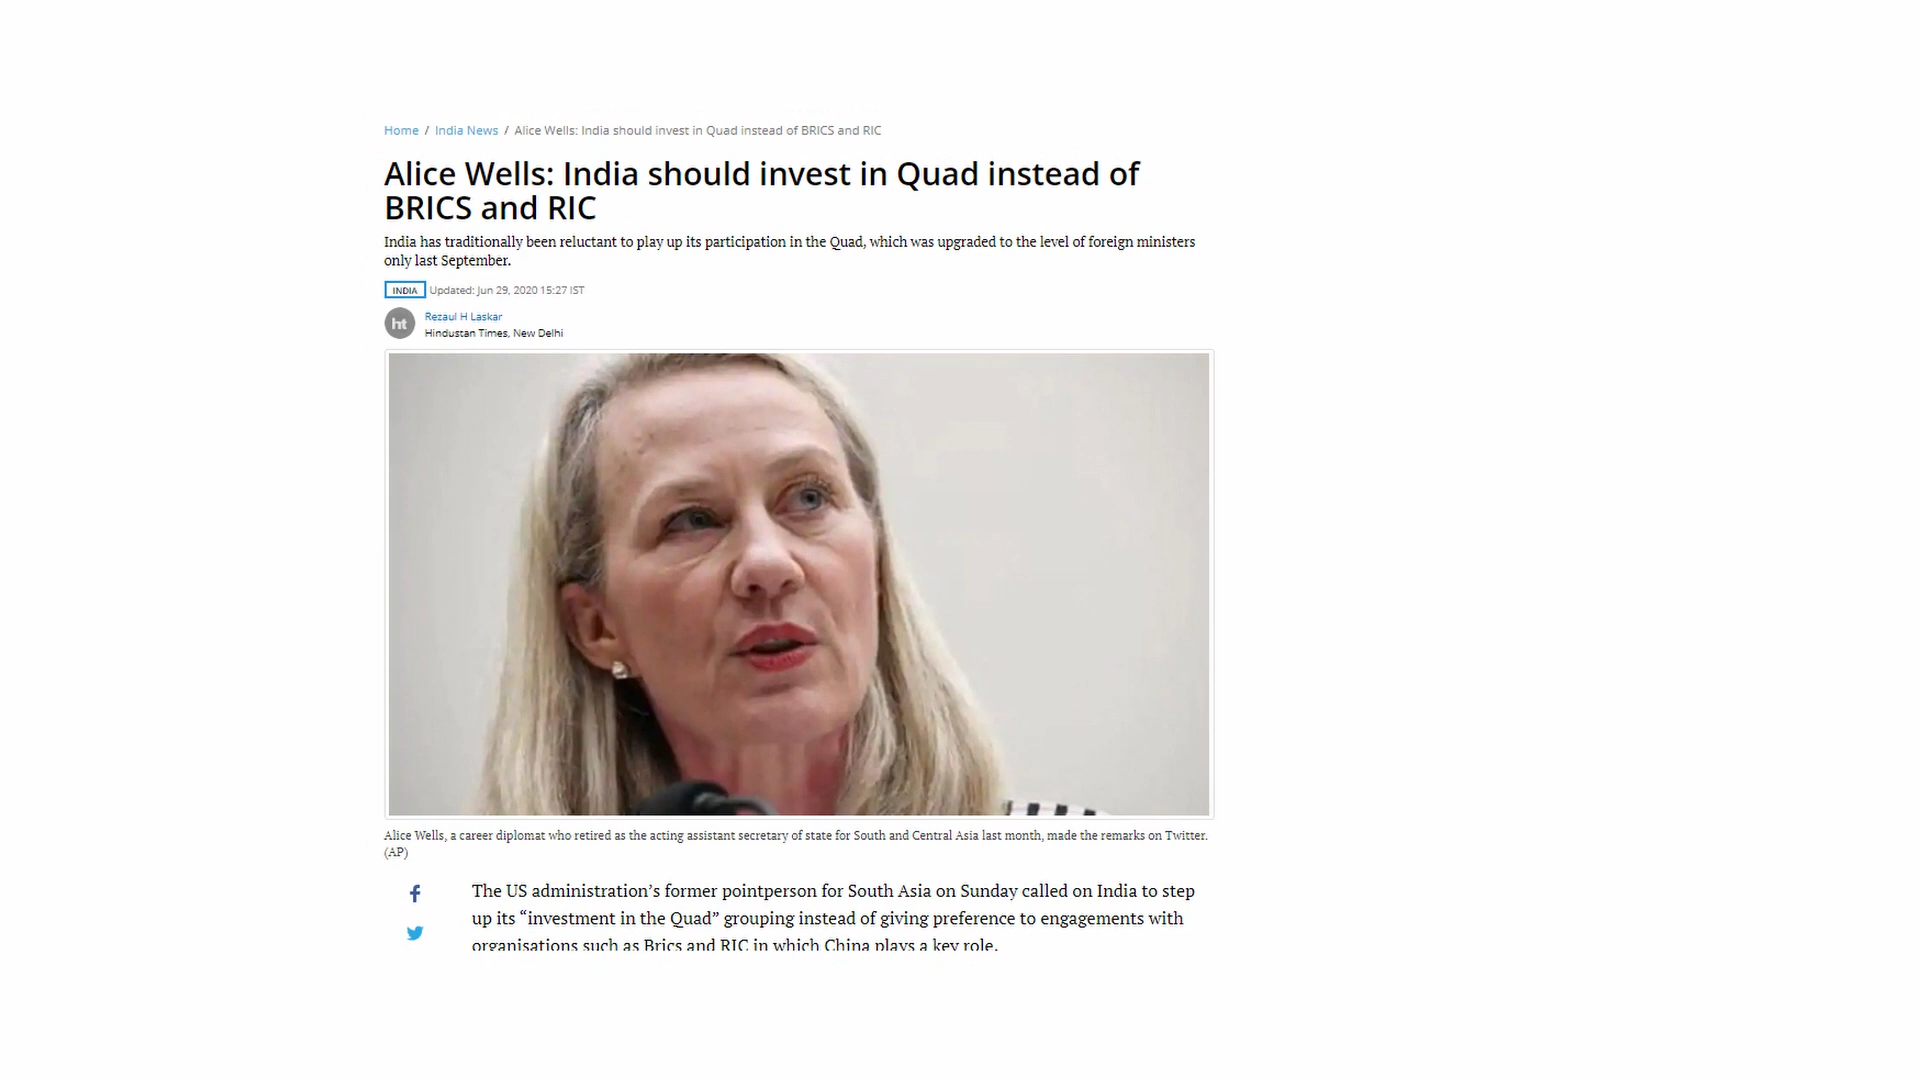 Home / India News / Alice Wells: India should invest in Quad instead of BRICS and RIC
Alice Wells: India should invest in Quad instead of
BRICS and RIC
India has traditionally been reluctant to play up its participation in the Quad, which was upgraded to the level of foreign ministers
only last September.
INDIA Updated: Jun 29, 2020 15:27 IST
ht
Rezaul H Laskar
Hindustan Times, New Delhi
Alice Wells, a career diplomat who retired as the acting assistant secretary of state for South and Central Asia last month, made the remarks on Twitter.
(AP)
The US administration’s former pointperson for South Asia on Sunday called on India to step
up its “investment in the Quad” grouping instead of giving preference to engagements with
organisations such as Brics and RIC in which China plays a key role.